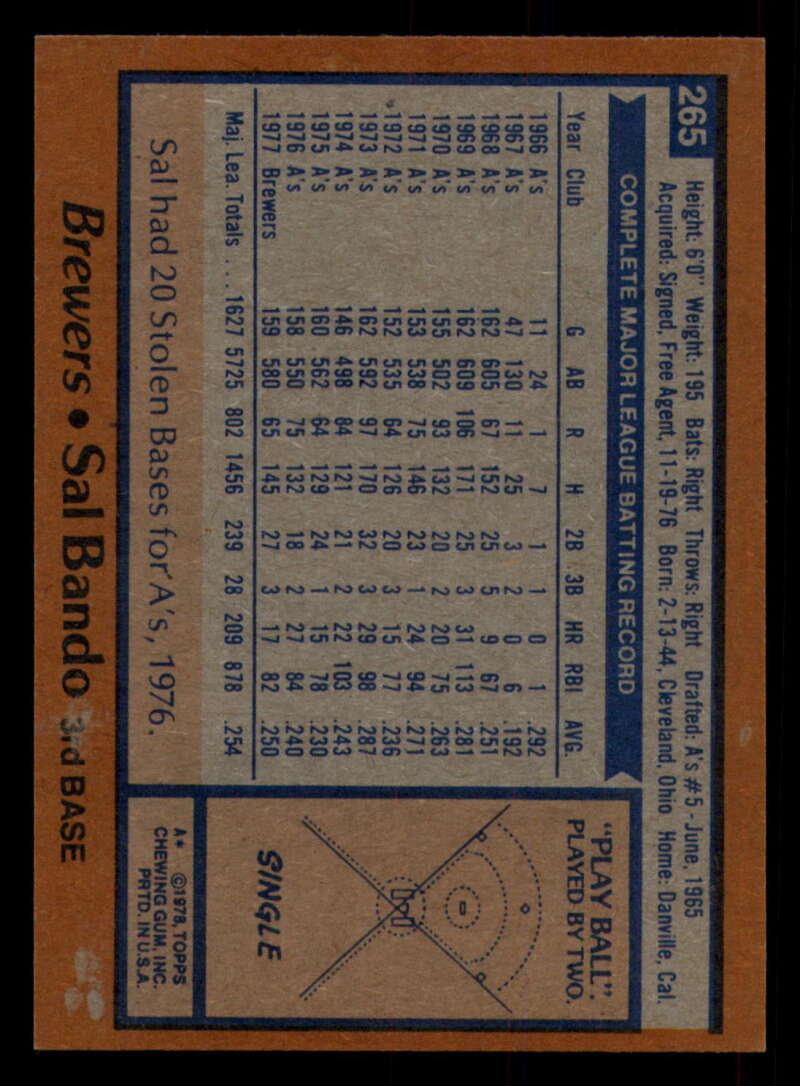 265
Height: 6'0" Weight: 195 Bats: Right Throws: Right Drafted: A's #5 - June, 1965
Acquired: Signed, Free Agent, 11-19-76 Born: 2-13-44, Cleveland, Ohio Home: Danville, Cal.
COMPLETE MAJOR LEAGUE BATTING RECORD
Year Club G AB R H 2B 3B HR RBI AVG.
1966 A's 11 24 1 7 1 1 0 1 .292
1967 A's 47 130 11 25 3 2 0 6 .192
1968 A's 162 605 67 152 25 5 9 67 .251
1969 A's 162 609 106 171 25 3 31 113 .281
1970 A's 155 502 93 132 20 2 20 75 .263
1971 A's 153 538 75 146 23 1 24 94 .271
1972 A's 152 535 64 126 20 3 15 77 .236
1973 A's 162 592 97 170 32 3 29 98 .287
1974 A's 146 498 84 121 21 2 22 103 .243
1975 A's 160 562 64 129 24 1 15 78 .230
1976 A's 158 550 75 132 18 2 27 84 .240
1977 Brewers 159 580 65 145 27 3 17 82 .250
Maj. Lea. Totals . . . 1627 5725 802 1456 239 28 209 878 .254
Sal had 20 Stolen Bases for A's, 1976.
"PLAY BALL".
PLAYED BY TWO.
SINGLE
A* ©1978, TOPPS
CHEWING GUM, INC.
PRTD. IN U.S.A.
Brewers • Sal Bando 3rd BASE